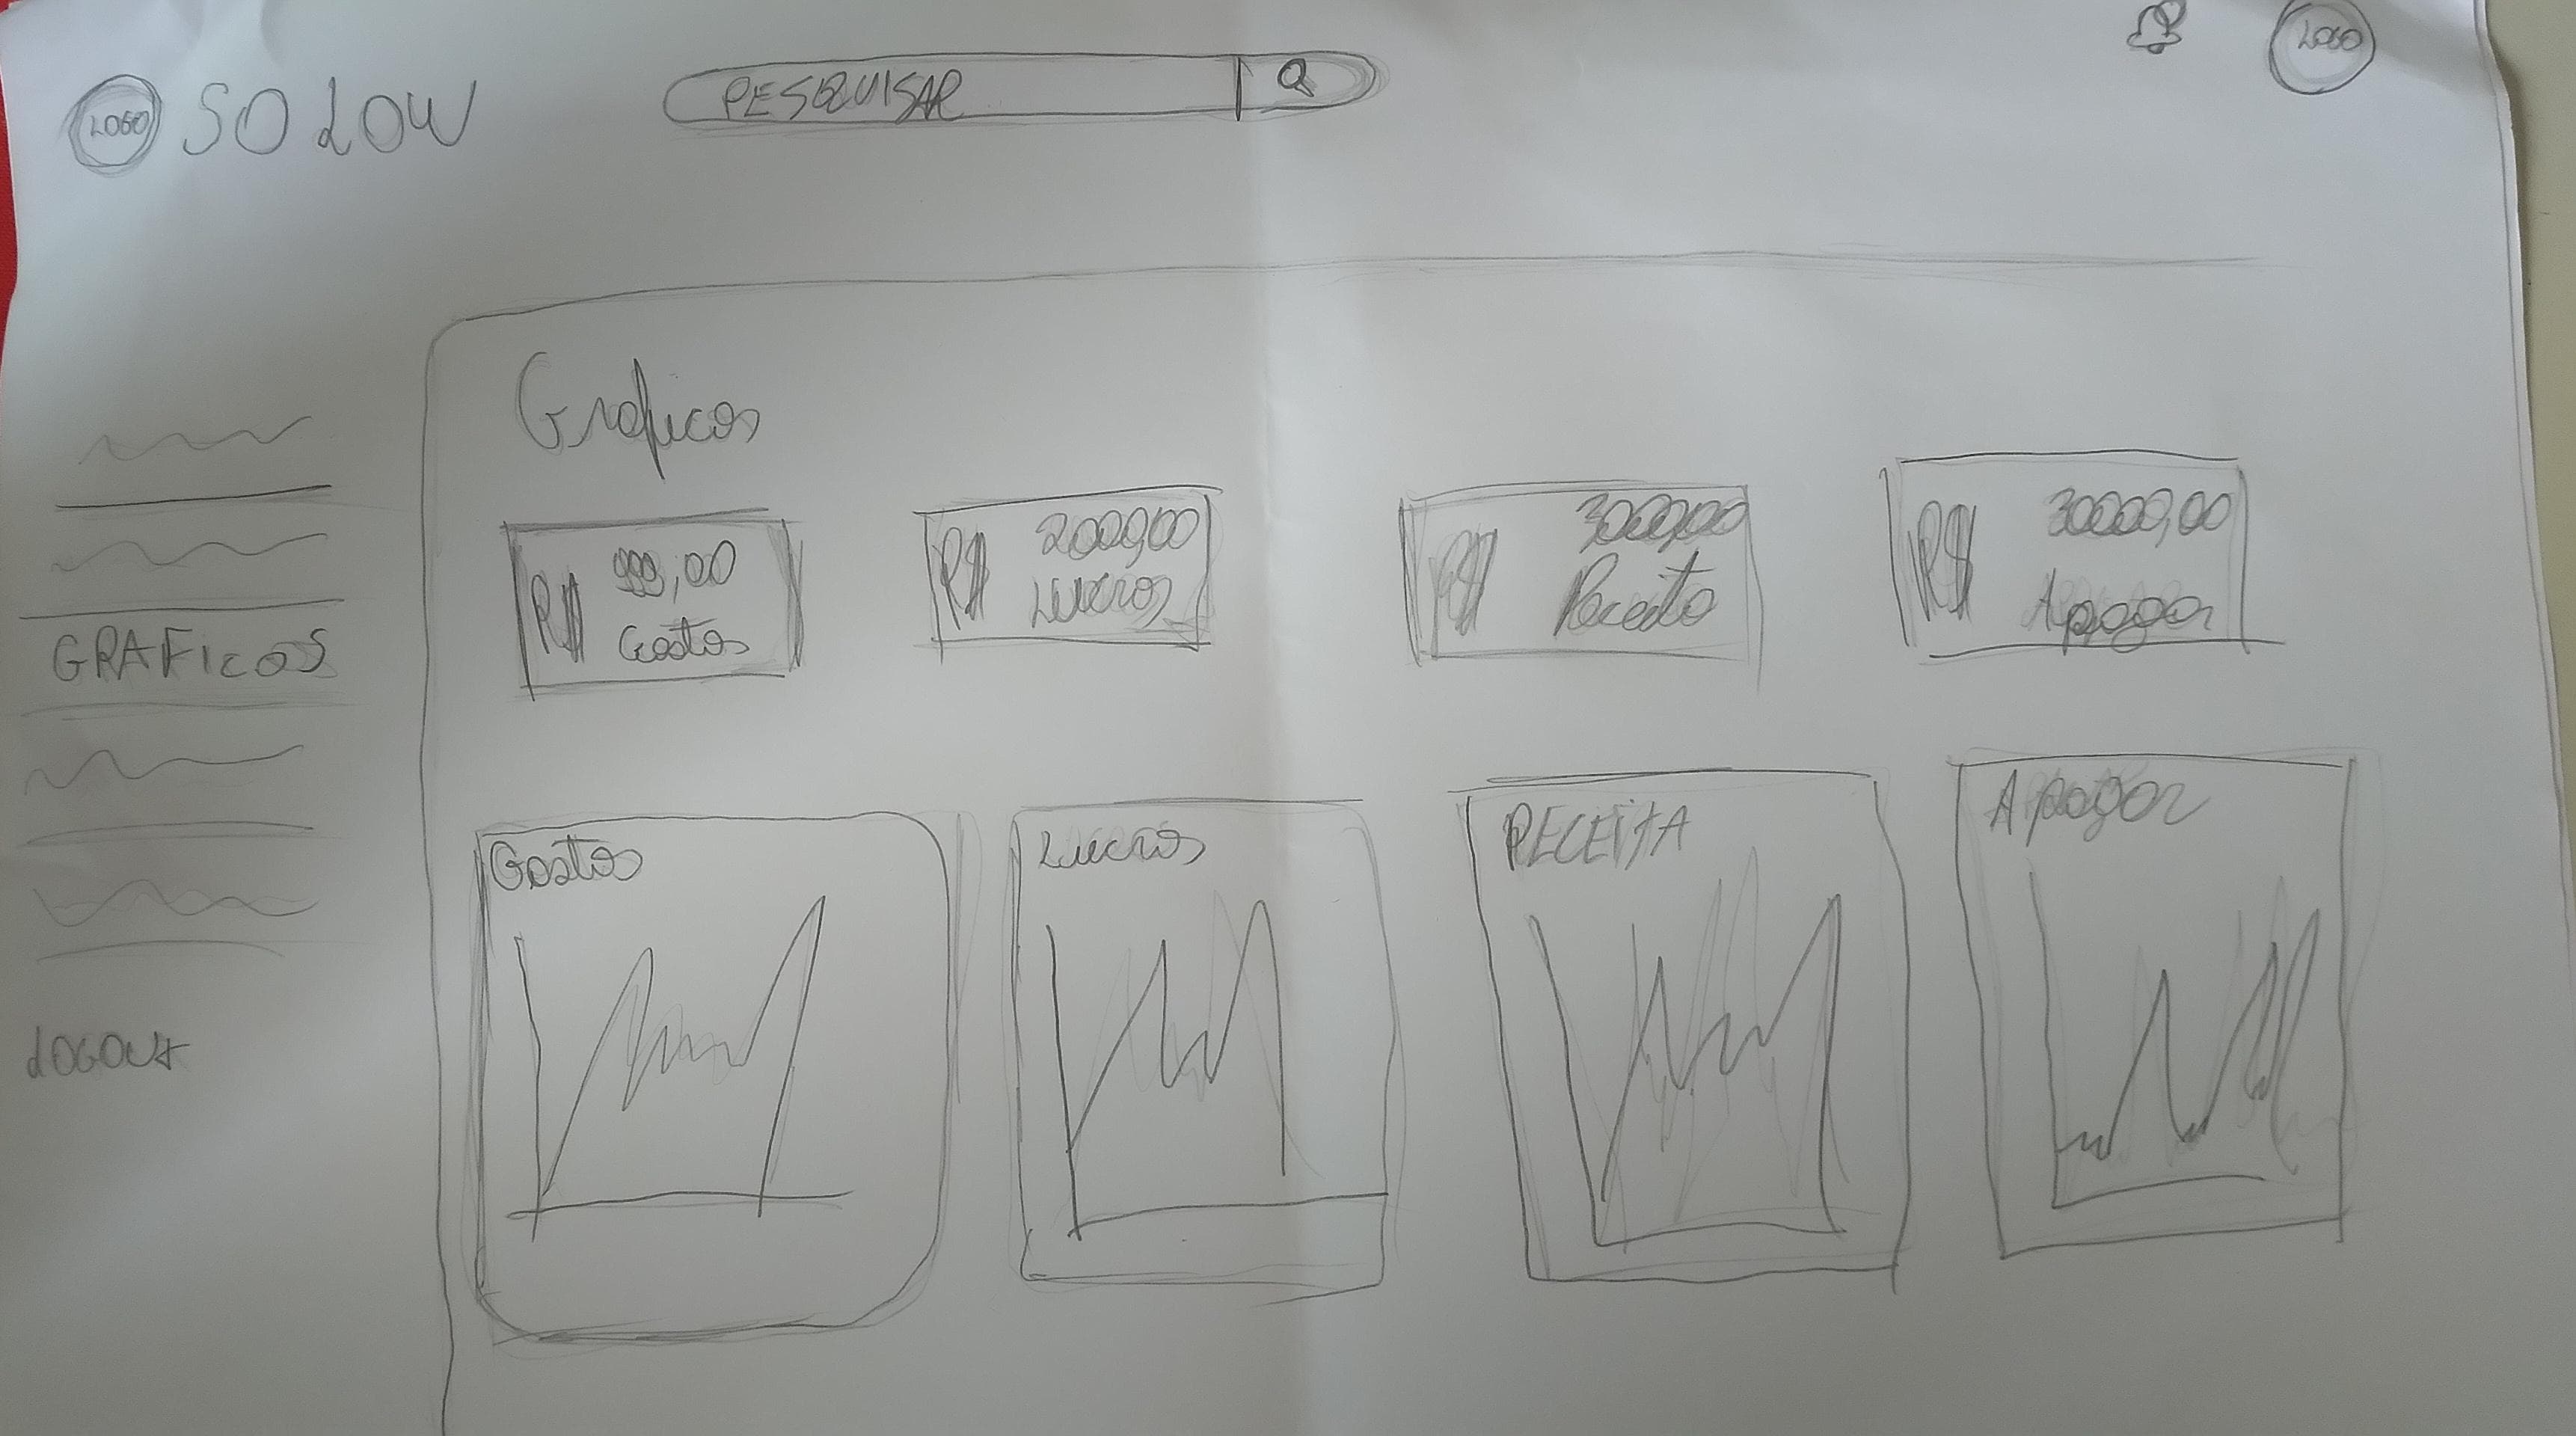 LOGO SOLOW
PESQUISAR
LOGO
Graficos
R$ 999,00
Gastos
R$ 2000,00
Lucros
R$ 3000,00
Receita
R$ 30000,00
A pagar
GRAFicoS
LOGOUt
Gastos
Lucros
RECEitA
A pagar